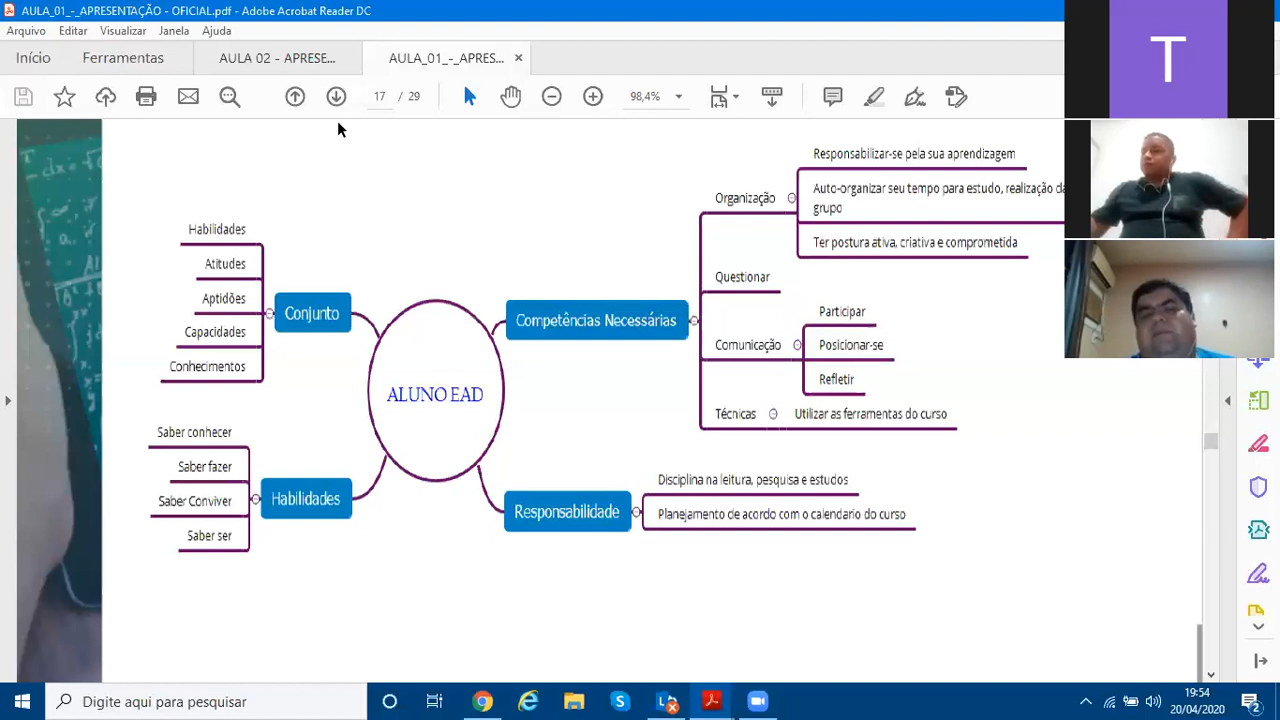 AULA_01_-_APRESENTAÇÃO - OFICIAL.pdf - Adobe Acrobat Reader DC
Arquivo Editar Visualizar Janela Ajuda
Início Ferramentas AULA 02 - APRESE... AULA_01_-_APRES... ×
17 / 29 98,4%
T
Responsabilizar-se pela sua aprendizagem
Organização
Auto-organizar seu tempo para estudo, realização da
grupo
Ter postura ativa, criativa e comprometida
Questionar
Competências Necessárias
Participar
Comunicação
Posicionar-se
Refletir
Técnicas
Utilizar as ferramentas do curso
Habilidades
Atitudes
Aptidões
Conjunto
Capacidades
Conhecimentos
ALUNO EAD
Saber conhecer
Saber fazer
Habilidades
Saber Conviver
Saber ser
Responsabilidade
Disciplina na leitura, pesquisa e estudos
Planejamento de acordo com o calendario do curso
Digite aqui para pesquisar
19:54
20/04/2020
2